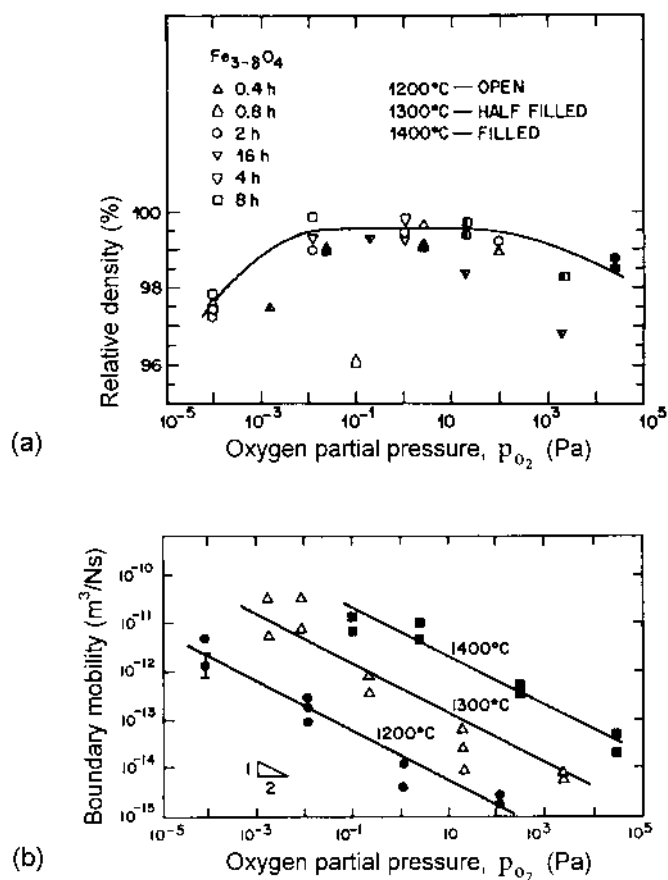 Fe3-δO4
▲ 0.4 h
△ 0.8 h
○ 2 h
▼ 16 h
▽ 4 h
□ 8 h
1200°C — OPEN
1300°C — HALF FILLED
1400°C — FILLED
Relative density (%)
100
98
96
10⁻⁵ 10⁻³ 10⁻¹ 10 10³ 10⁵
(a)
Oxygen partial pressure, pO2 (Pa)
Boundary mobility (m³/Ns)
10⁻¹⁰
10⁻¹¹
10⁻¹²
10⁻¹³
10⁻¹⁴
10⁻¹⁵
1400°C
1300°C
1200°C
1
2
10⁻⁵ 10⁻³ 10⁻¹ 10 10³ 10⁵
(b)
Oxygen partial pressure, pO2 (Pa)